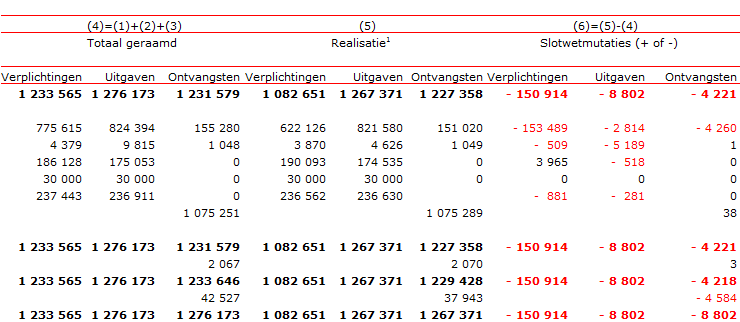 (4)=(1)+(2)+(3) (5) (6)=(5)-(4)
Totaal geraamd Realisatie1 Slotwetmutaties (+ of -)
Verplichtingen Uitgaven Ontvangsten Verplichtingen Uitgaven Ontvangsten Verplichtingen Uitgaven Ontvangsten
1 233 565 1 276 173 1 231 579 1 082 651 1 267 371 1 227 358 - 150 914 - 8 802 - 4 221
775 615 824 394 155 280 622 126 821 580 151 020 - 153 489 - 2 814 - 4 260
4 379 9 815 1 048 3 870 4 626 1 049 - 509 - 5 189 1
186 128 175 053 0 190 093 174 535 0 3 965 - 518 0
30 000 30 000 0 30 000 30 000 0 0 0 0
237 443 236 911 0 236 562 236 630 - 881 - 281 0
1 075 251 1 075 289 38
1 233 565 1 276 173 1 231 579 1 082 651 1 267 371 1 227 358 - 150 914 - 8 802 - 4 221
2 067 2 070 3
1 233 565 1 276 173 1 233 646 1 082 651 1 267 371 1 229 428 - 150 914 - 8 802 - 4 218
42 527 37 943 - 4 584
1 233 565 1 276 173 1 276 173 1 082 651 1 267 371 1 267 371 - 150 914 - 8 802 - 8 802